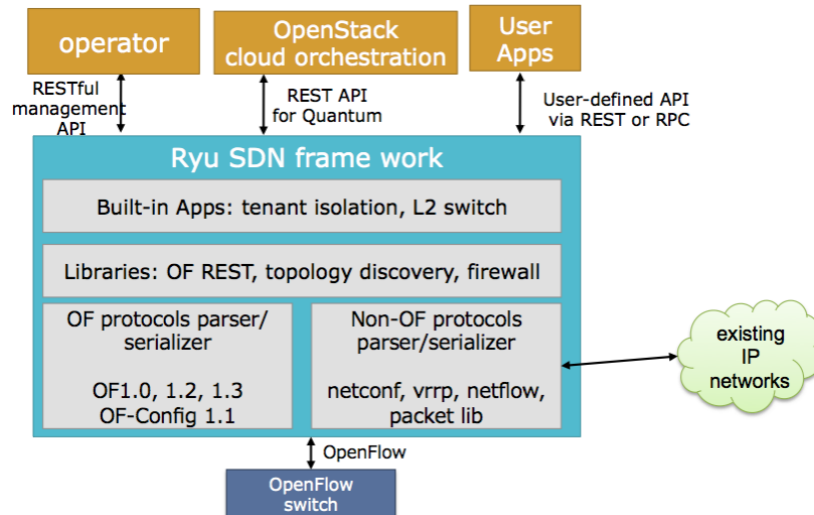 operator
OpenStack
cloud orchestration
User
Apps
RESTful
management
API
REST API
for Quantum
User-defined API
via REST or RPC
Ryu SDN frame work
Built-in Apps: tenant isolation, L2 switch
Libraries: OF REST, topology discovery, firewall
OF protocols parser/
serializer
OF1.0, 1.2, 1.3
OF-Config 1.1
Non-OF protocols
parser/serializer
netconf, vrrp, netflow,
packet lib
existing
IP
networks
OpenFlow
OpenFlow
switch